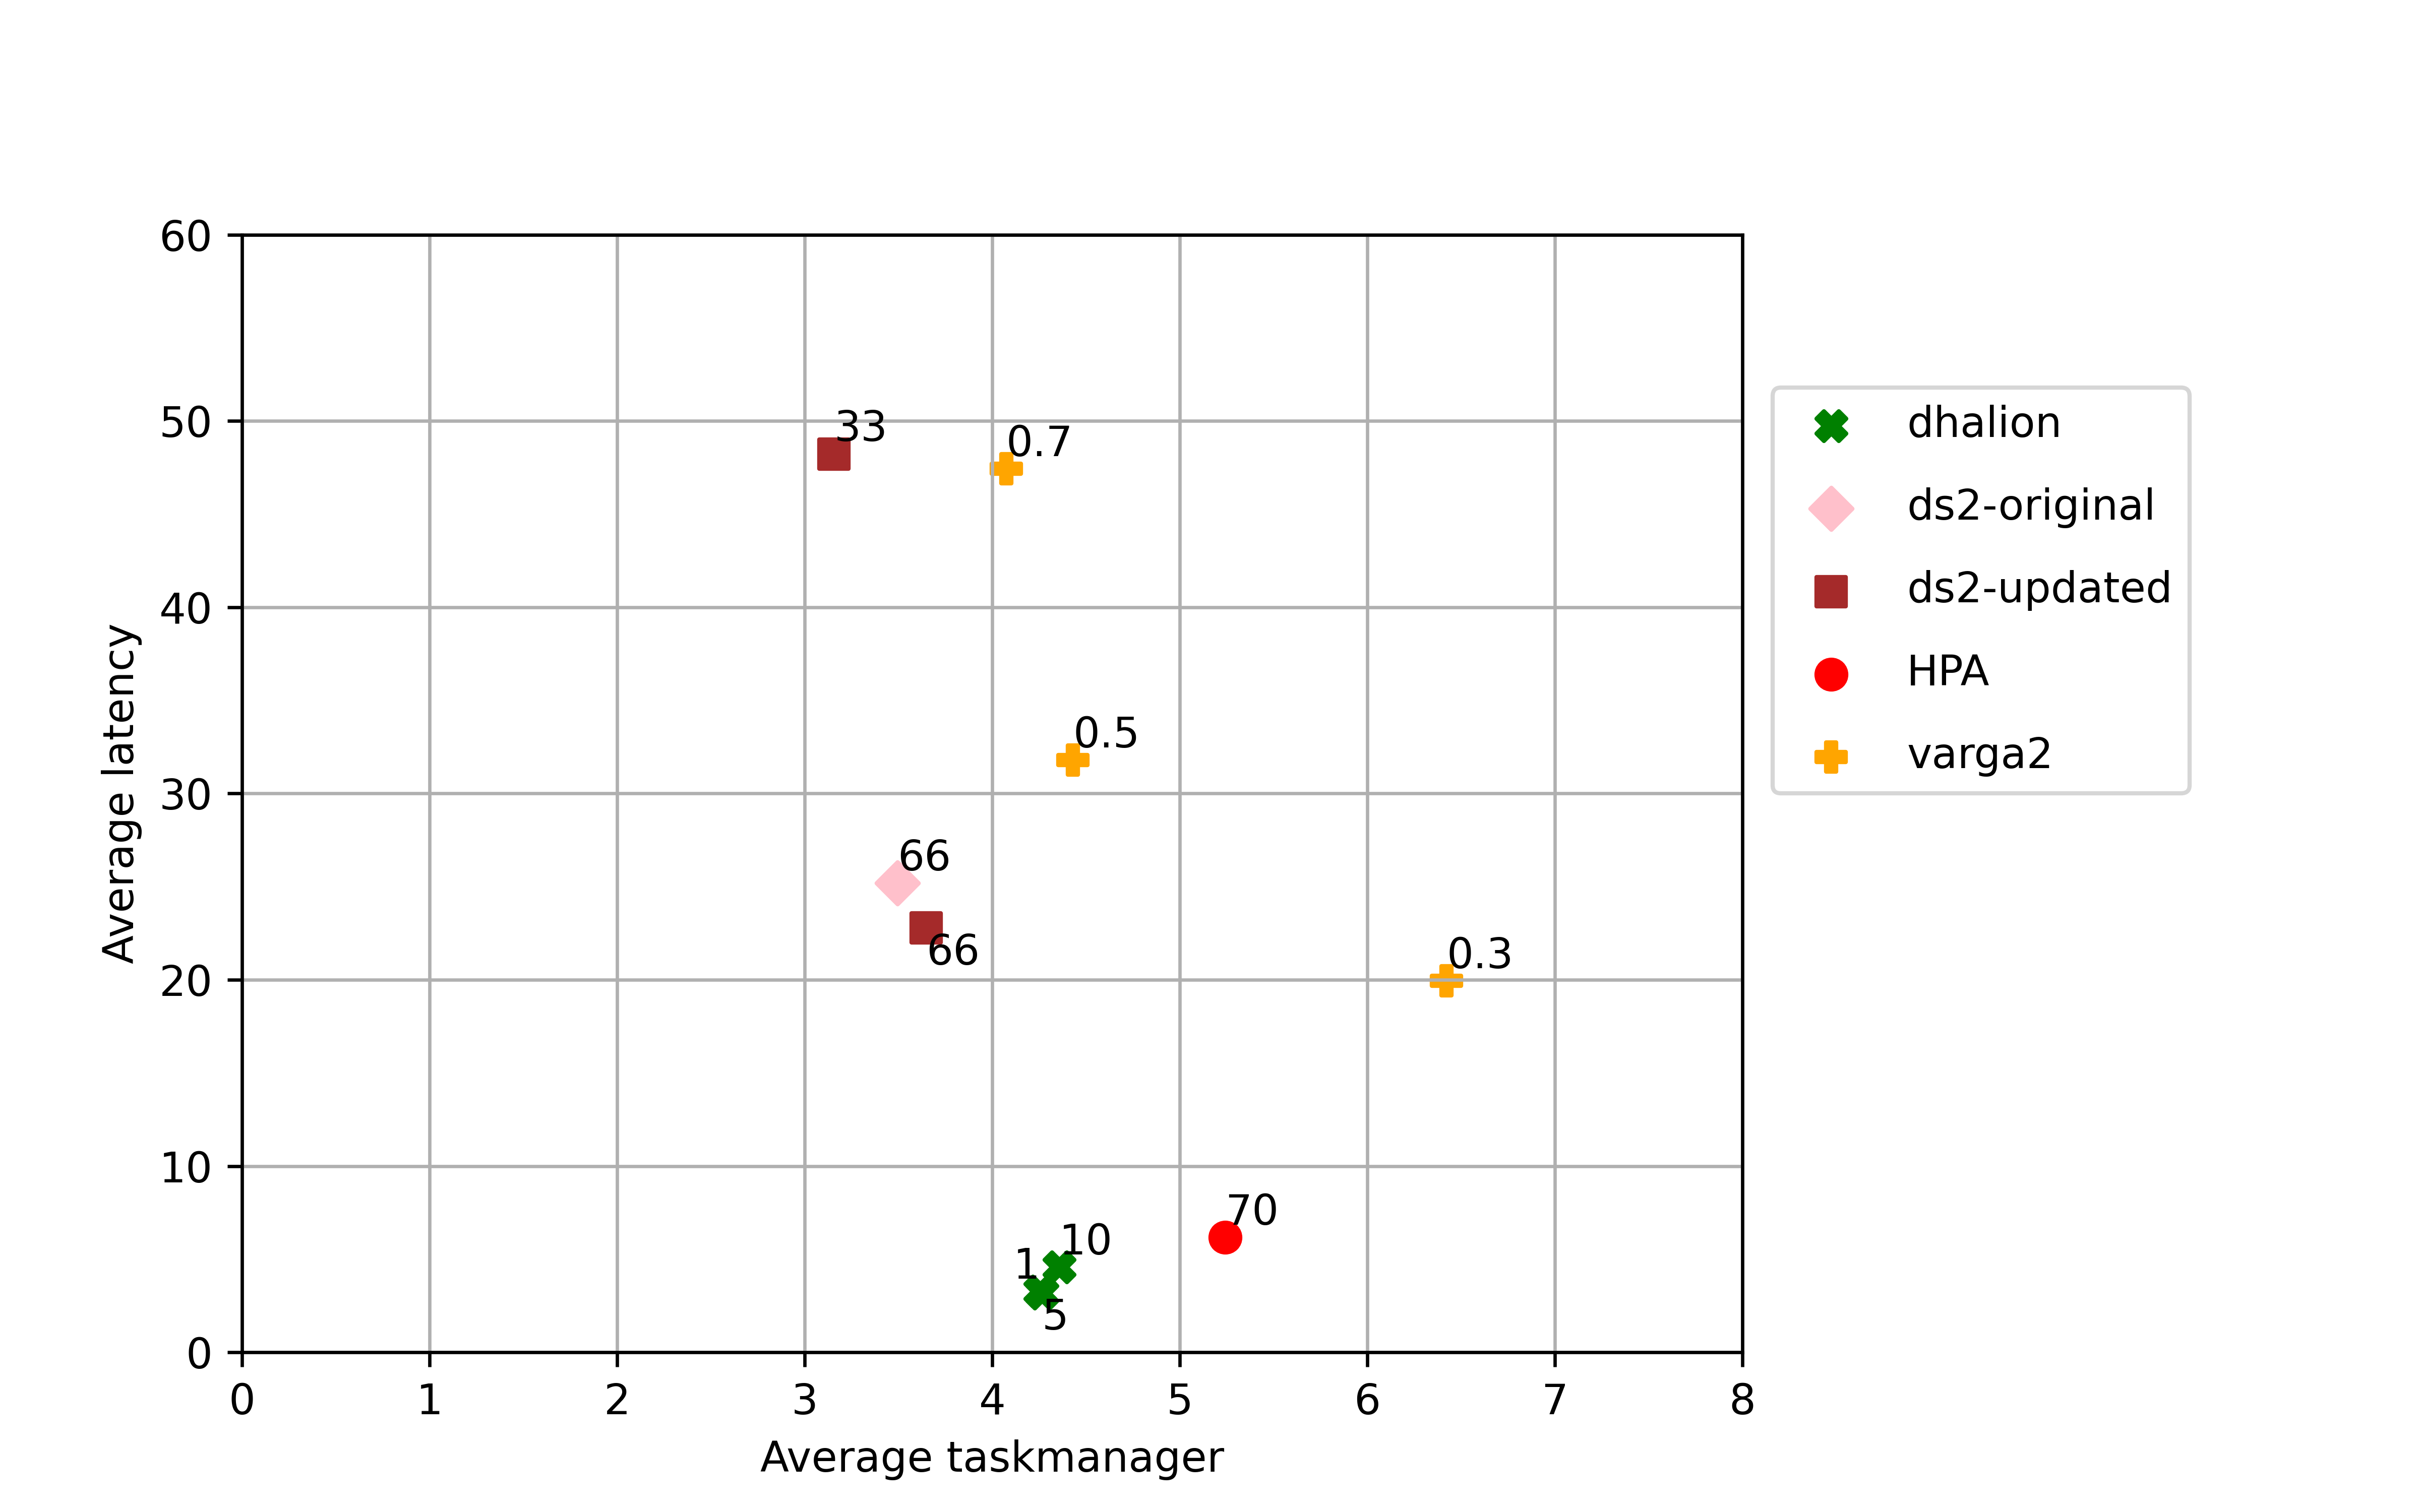 60
50
40
30
20
10
0
Average latency
33
0.7
0.5
66
66
0.3
70
10
1
5
0 1 2 3 4 5 6 7 8
Average taskmanager
dhalion
ds2-original
ds2-updated
HPA
varga2